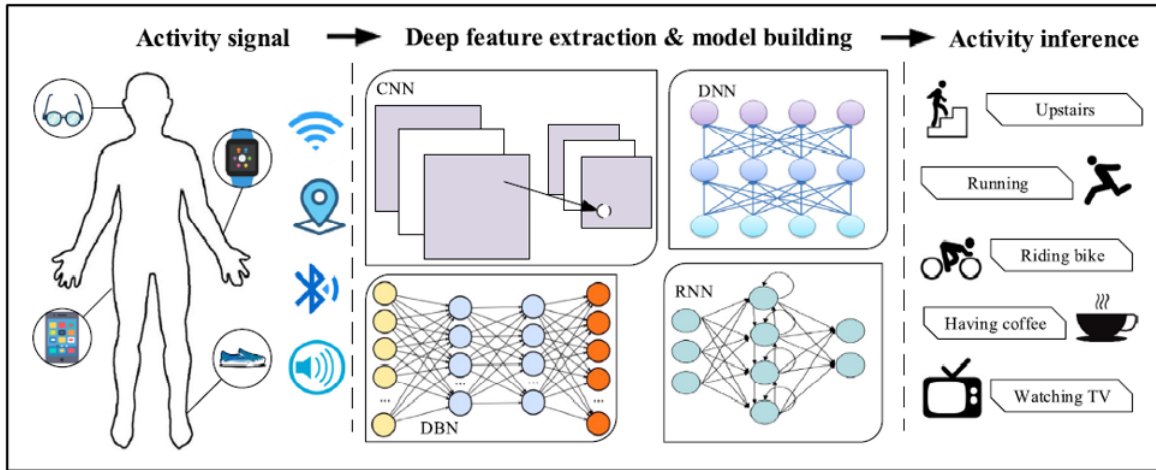 Activity signal
Deep feature extraction & model building
Activity inference
CNN
DNN
DBN
RNN
Upstairs
Running
Riding bike
Having coffee
Watching TV